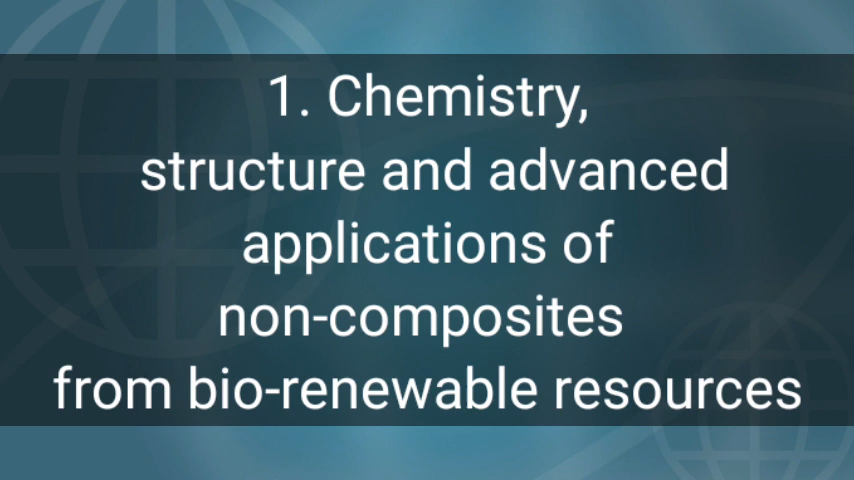 1. Chemistry,
structure and advanced
applications of
non-composites
from bio-renewable resources